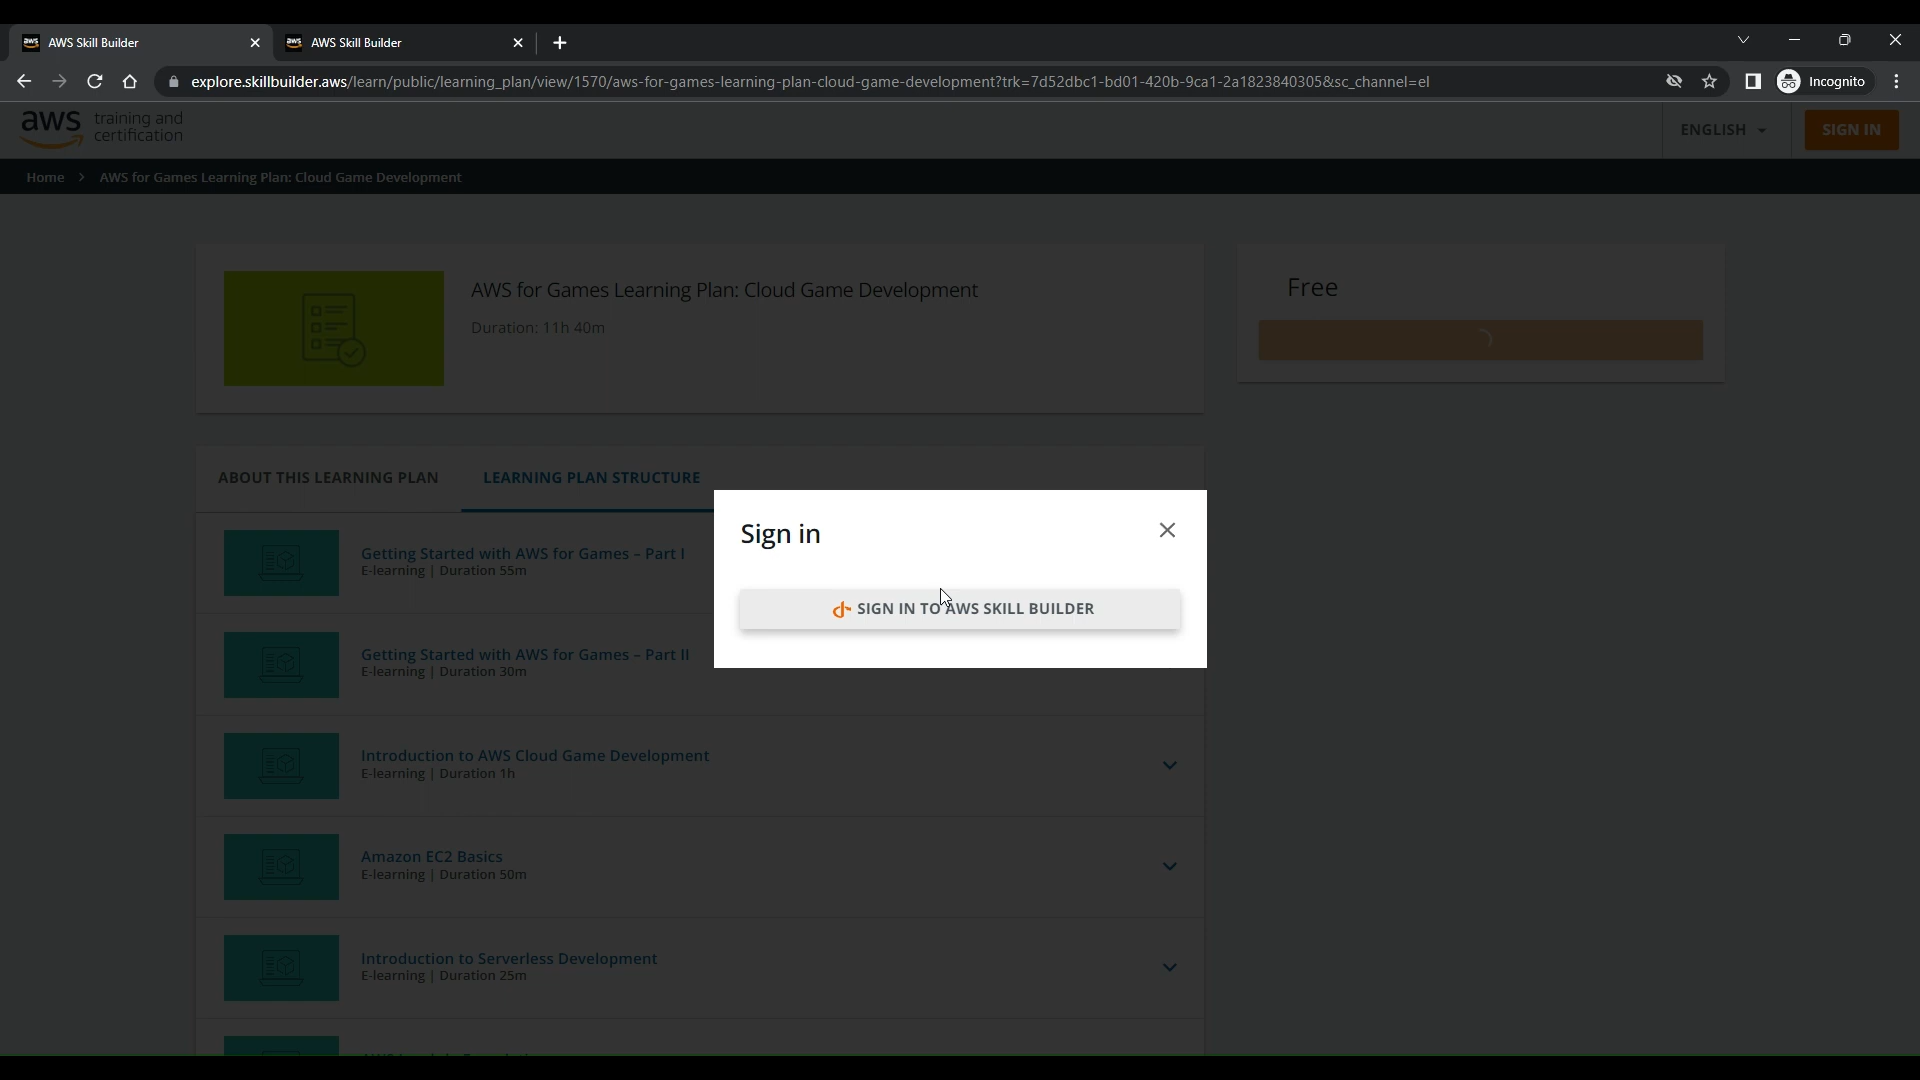 aws AWS Skill Builder
aws AWS Skill Builder
explore.skillbuilder.aws/learn/public/learning_plan/view/1570/aws-for-games-learning-plan-cloud-game-development?trk=7d52dbc1-bd01-420b-9ca1-2a1823840305&sc_channel=el
Incognito
aws training and
certification
ENGLISH
SIGN IN
Home > AWS for Games Learning Plan: Cloud Game Development
AWS for Games Learning Plan: Cloud Game Development
Duration: 11h 40m
Free
ABOUT THIS LEARNING PLAN
LEARNING PLAN STRUCTURE
Sign in
SIGN IN TO AWS SKILL BUILDER
Getting Started with AWS for Games – Part I
E-learning | Duration 55m
Getting Started with AWS for Games – Part II
E-learning | Duration 30m
Introduction to AWS Cloud Game Development
E-learning | Duration 1h
Amazon EC2 Basics
E-learning | Duration 50m
Introduction to Serverless Development
E-learning | Duration 25m